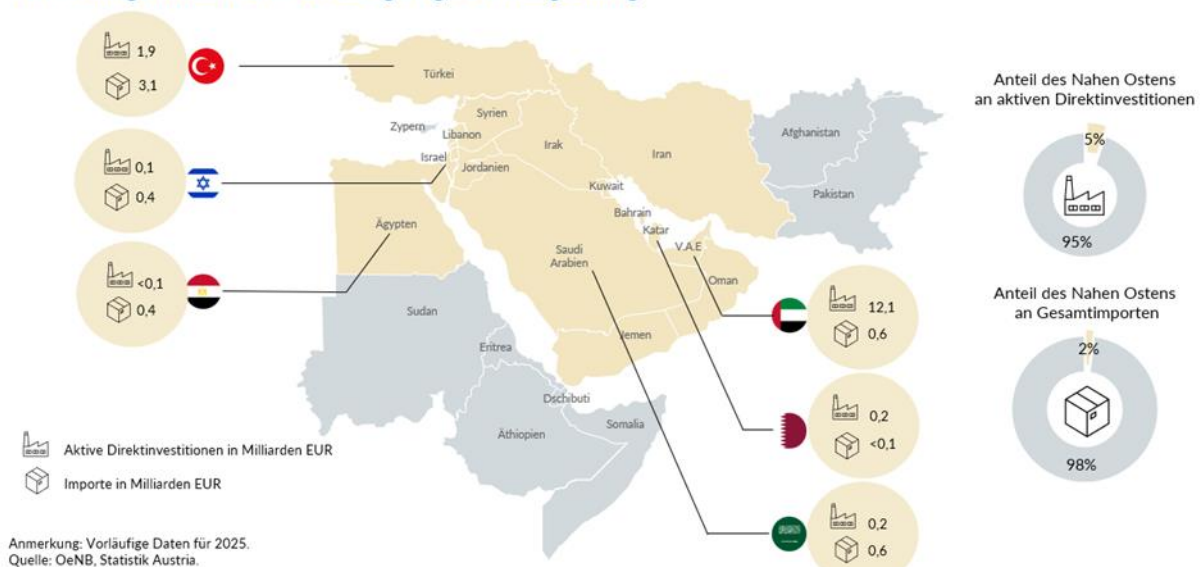 1,9
3,1
0,1
0,4
<0,1
0,4
Türkei
Syrien
Zypern
Libanon
Israel
Jordanien
Irak
Iran
Kuwait
Bahrain
Katar
V.A.E
Ägypten
Saudi
Arabien
Oman
Jemen
Sudan
Eritrea
Dschibuti
Äthiopien
Somalia
Afghanistan
Pakistan
12,1
0,6
0,2
<0,1
0,2
0,6
Anteil des Nahen Ostens
an aktiven Direktinvestitionen
5%
95%
Anteil des Nahen Ostens
an Gesamtimporten
2%
98%
Aktive Direktinvestitionen in Milliarden EUR
Importe in Milliarden EUR
Anmerkung: Vorläufige Daten für 2025.
Quelle: OeNB, Statistik Austria.